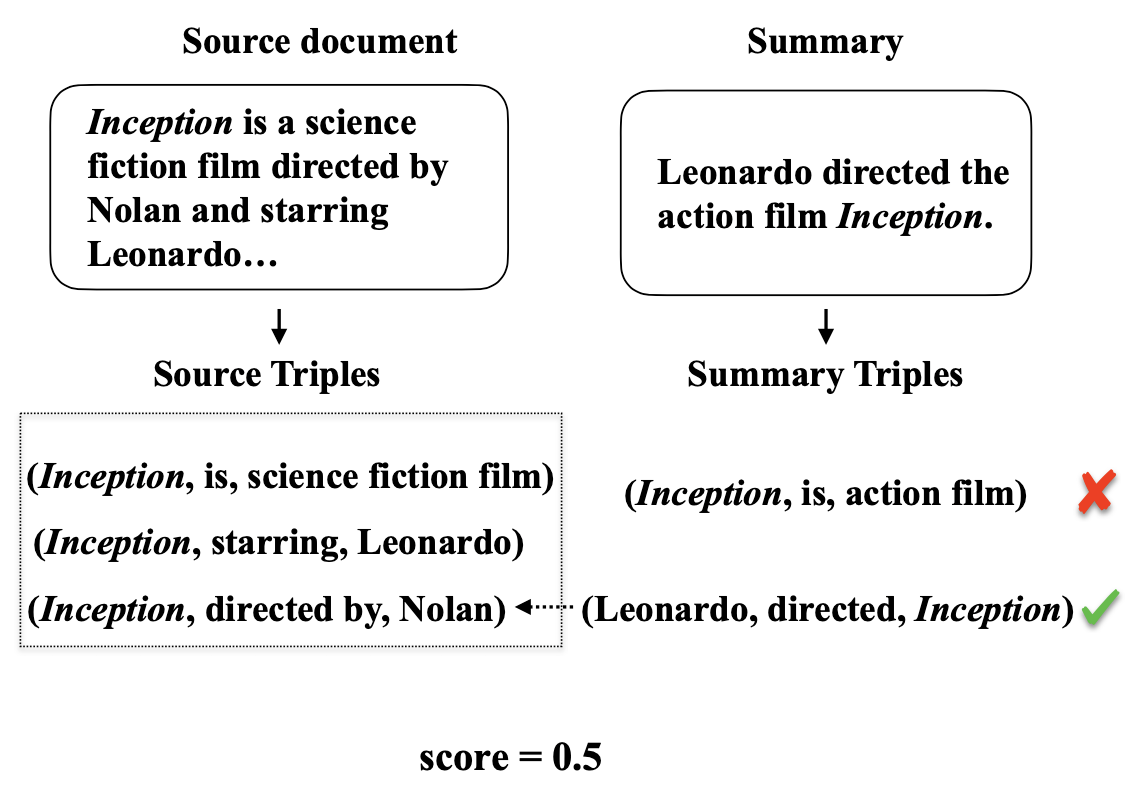 Source document
Inception is a science
fiction film directed by
Nolan and starring
Leonardo…
Source Triples
(Inception, is, science fiction film)
(Inception, starring, Leonardo)
(Inception, directed by, Nolan)
Summary
Leonardo directed the
action film Inception.
Summary Triples
(Inception, is, action film)
(Leonardo, directed, Inception)
score = 0.5